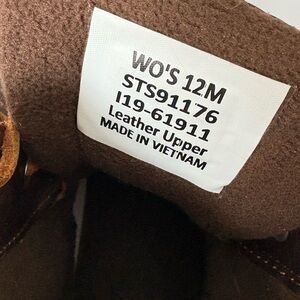 WO'S 12M
STS91176
I19-61911
Leather Upper
MADE IN VIETNAM